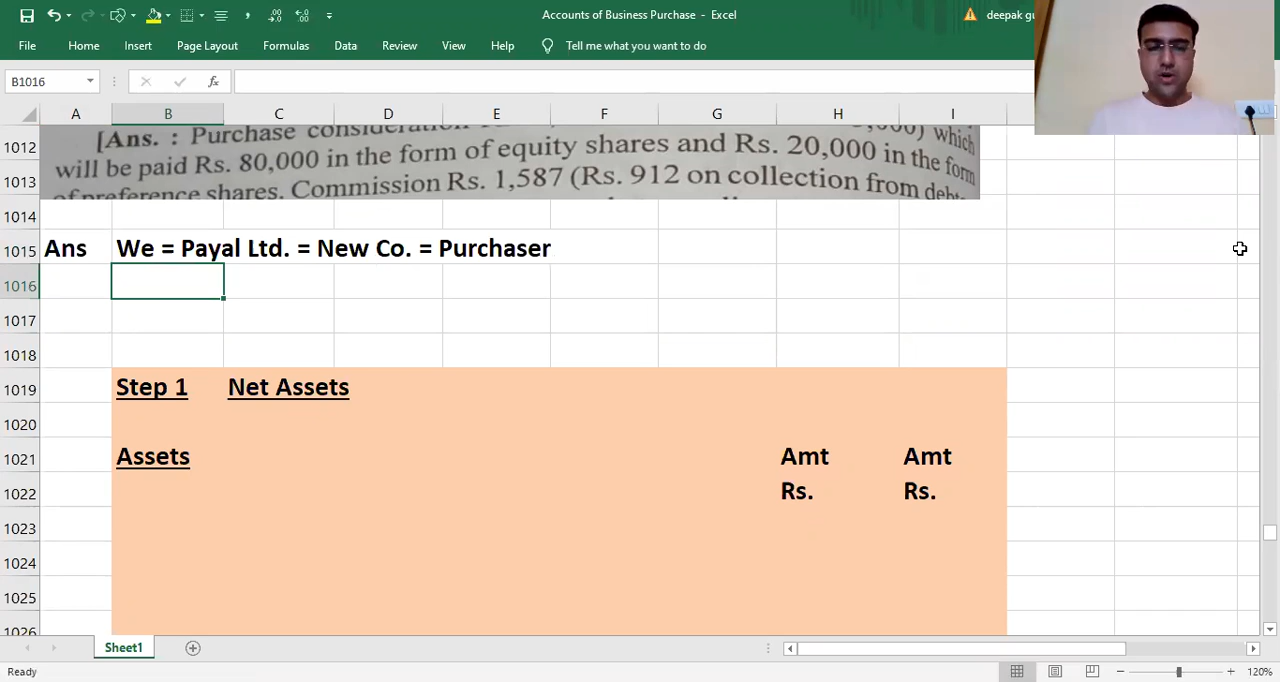 Accounts of Business Purchase - Excel
deepak gu
File Home Insert Page Layout Formulas Data Review View Help Tell me what you want to do
B1016 fx
A B C D E F G H I
1012 [Ans. : Purchase which
will be paid Rs. 80,000 in the form of equity shares and Rs. 20,000 in the form
1013 of preference shares. Commission Rs. 1,587 (Rs. 912 on collection from
1014
1015 Ans We = Payal Ltd. = New Co. = Purchaser
1016
1017
1018
1019 Step 1 Net Assets
1020
1021 Assets Amt Amt
1022 Rs. Rs.
1023
1024
1025
1026
Sheet1
Ready 120%